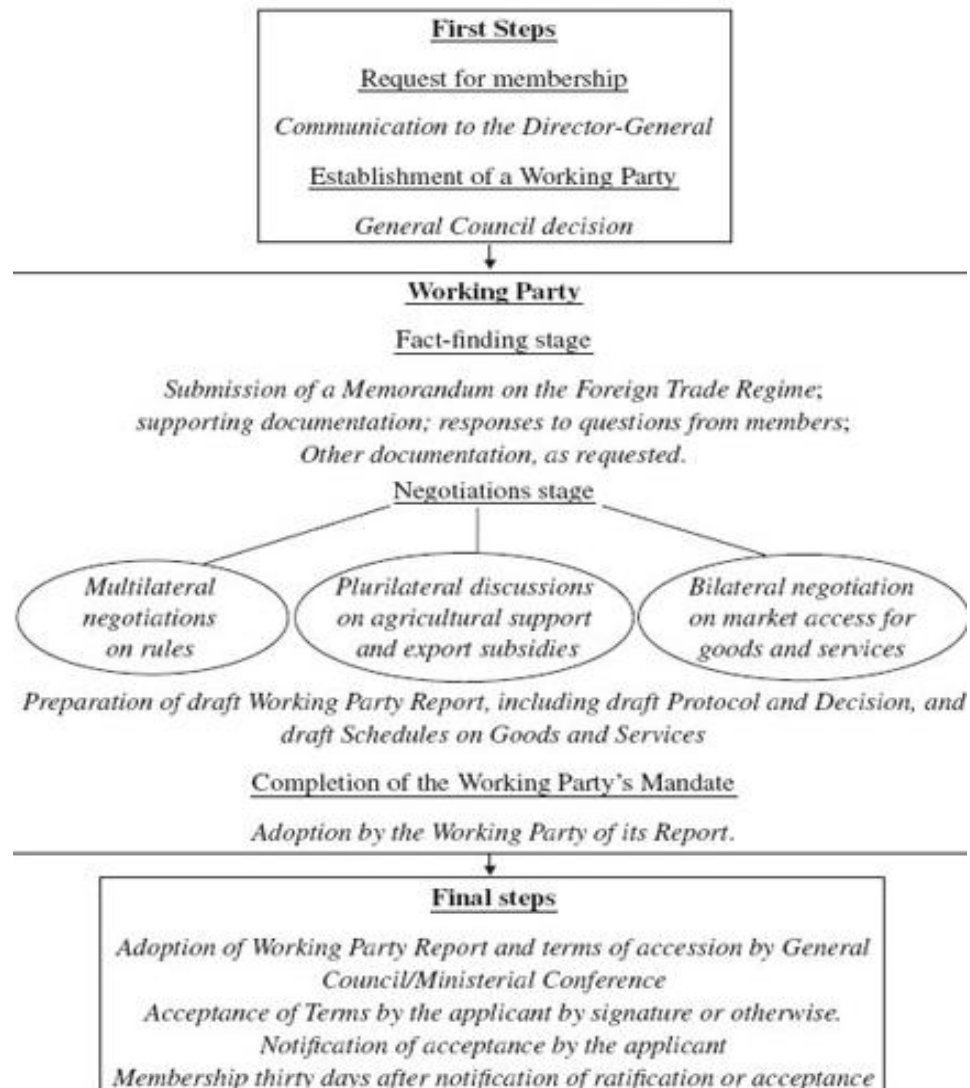 First Steps
Request for membership
Communication to the Director-General
Establishment of a Working Party
General Council decision
Working Party
Fact-finding stage
Submission of a Memorandum on the Foreign Trade Regime;
supporting documentation; responses to questions from members;
Other documentation, as requested.
Negotiations stage
Multilateral
negotiations
on rules
Plurilateral discussions
on agricultural support
and export subsidies
Bilateral negotiation
on market access for
goods and services
Preparation of draft Working Party Report, including draft Protocol and Decision, and
draft Schedules on Goods and Services
Completion of the Working Party's Mandate
Adoption by the Working Party of its Report.
Final steps
Adoption of Working Party Report and terms of accession by General
Council/Ministerial Conference
Acceptance of Terms by the applicant by signature or otherwise.
Notification of acceptance by the applicant
Membership thirty days after notification of ratification or acceptance